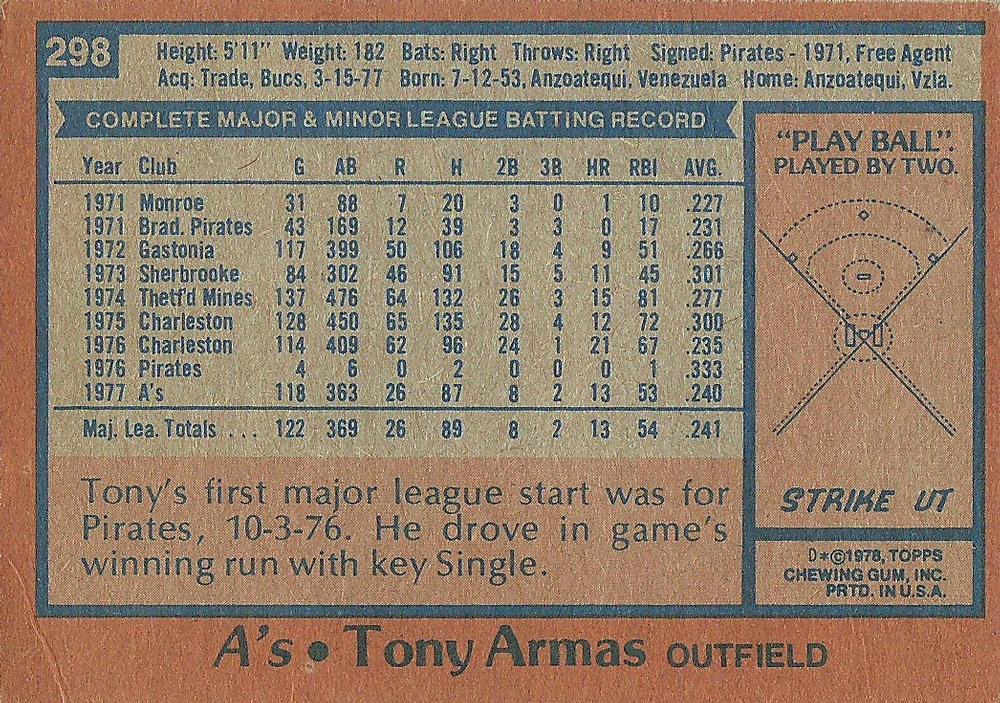 298
Height: 5'11" Weight: 182 Bats: Right Throws: Right Signed: Pirates - 1971, Free Agent
Acq: Trade, Bucs, 3-15-77 Born: 7-12-53, Anzoatequi, Venezuela Home: Anzoatequi, Vzla.
COMPLETE MAJOR & MINOR LEAGUE BATTING RECORD
Year Club G AB R H 2B 3B HR RBI AVG.
1971 Monroe 31 88 7 20 3 0 1 10 .227
1971 Brad. Pirates 43 169 12 39 3 3 0 17 .231
1972 Gastonia 117 399 50 106 18 4 9 51 .266
1973 Sherbrooke 84 302 46 91 15 5 11 45 .301
1974 Thetf'd Mines 137 476 64 132 26 3 15 81 .277
1975 Charleston 128 450 65 135 28 4 12 72 .300
1976 Charleston 114 409 62 96 24 1 21 67 .235
1976 Pirates 4 6 0 2 0 0 0 1 .333
1977 A's 118 363 26 87 8 2 13 53 .240
Maj. Lea. Totals ... 122 369 26 89 8 2 13 54 .241
Tony's first major league start was for
Pirates, 10-3-76. He drove in game's
winning run with key Single.
"PLAY BALL":
PLAYED BY TWO.
STRIKE UT
D*©1978, TOPPS
CHEWING GUM, INC.
PRTD. IN U.S.A.
A's • Tony Armas OUTFIELD